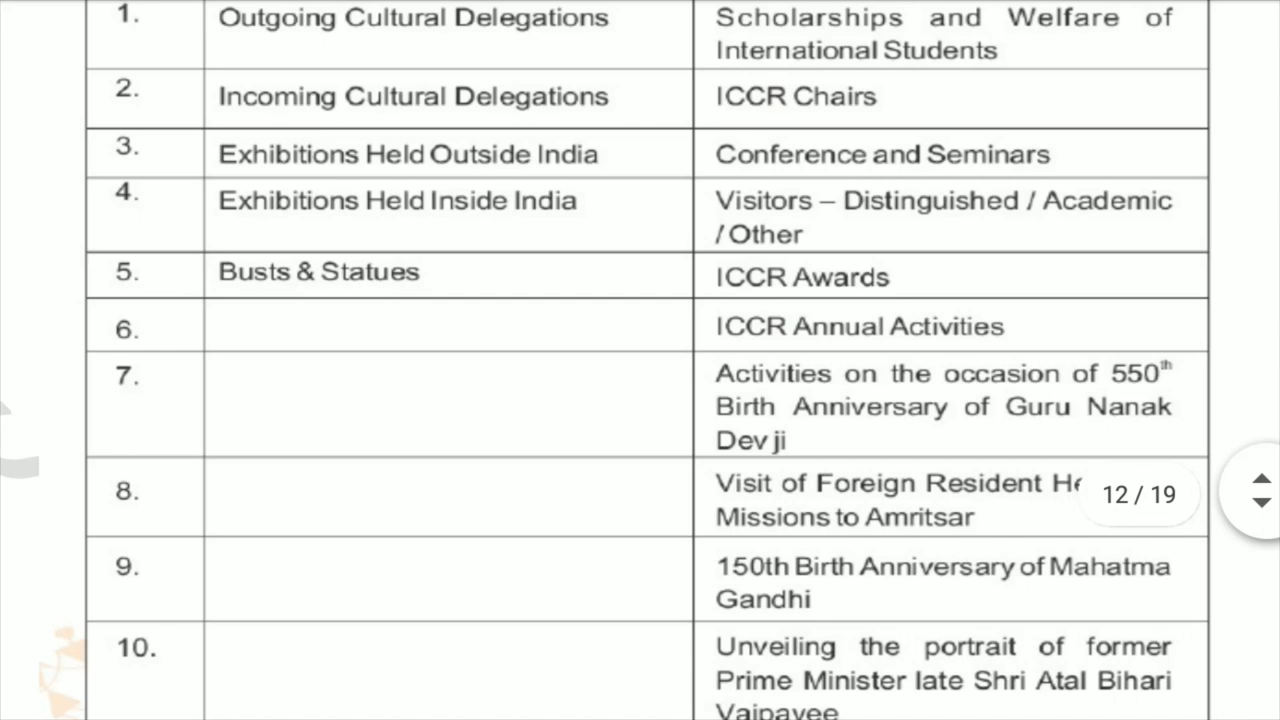 1.
Outgoing Cultural Delegations
Scholarships and Welfare of
International Students
2.
Incoming Cultural Delegations
ICCR Chairs
3.
Exhibitions Held Outside India
Conference and Seminars
4.
Exhibitions Held Inside India
Visitors – Distinguished / Academic
/ Other
5.
Busts & Statues
ICCR Awards
6.
ICCR Annual Activities
7.
Activities on the occasion of 550th
Birth Anniversary of Guru Nanak
Dev ji
8.
Visit of Foreign Resident
12 / 19
Missions to Amritsar
9.
150th Birth Anniversary of Mahatma
Gandhi
10.
Unveiling the portrait of former
Prime Minister late Shri Atal Bihari
Vajpayee